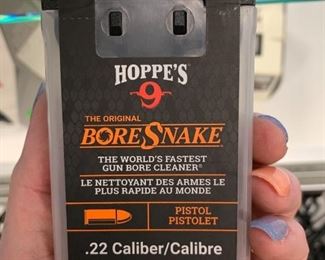 HOPPE'S
9
THE ORIGINAL
BORESNAKE®
THE WORLD'S FASTEST
GUN BORE CLEANER®
LE NETTOYANT DES ARMES LE
PLUS RAPIDE AU MONDE
PISTOL
PISTOLET
.22 Caliber/Calibre